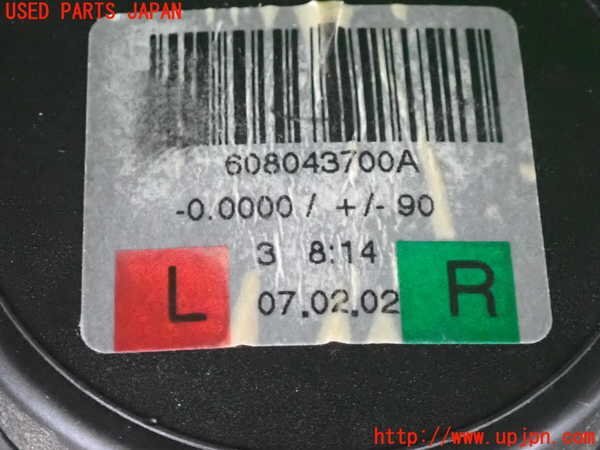 USED PARTS JAPAN
608043700A
-0.0000 / +/- 90
3 8:14
L 07.02.02 R
http://www.upjpn.com/